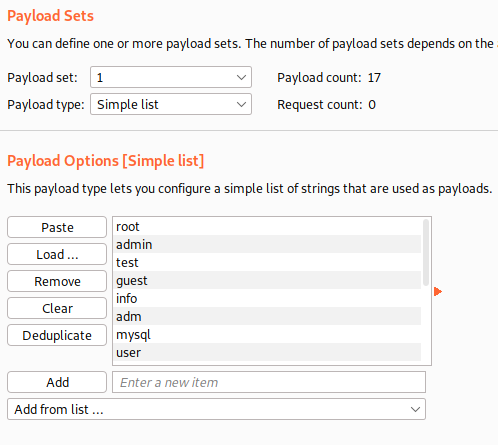 Payload Sets
You can define one or more payload sets. The number of payload sets depends on the
Payload set: 1 Payload count: 17
Payload type: Simple list Request count: 0
Payload Options [Simple list]
This payload type lets you configure a simple list of strings that are used as payloads.
Paste root
admin
Load ... test
Remove guest
info
Clear adm
Deduplicate mysql
user
Add Enter a new item
Add from list ...